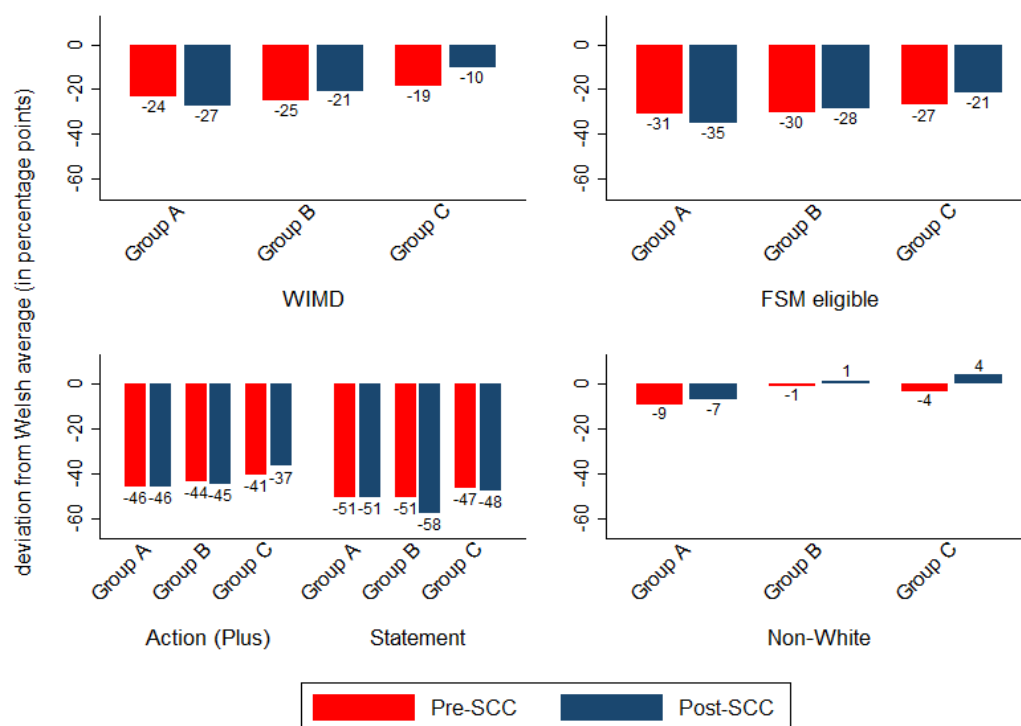 deviation from Welsh average (in percentage points)
0
-20
-40
-60
-24
-27
-25
-21
-19
-10
Group A
Group B
Group C
WIMD
0
-20
-40
-60
-31
-35
-30
-28
-27
-21
Group A
Group B
Group C
FSM eligible
0
-20
-40
-60
-46
-46
-44
-45
-41
-37
-51
-51
-51
-58
-47
-48
Group A
Group B
Group C
Group A
Group B
Group C
Action (Plus)
Statement
0
-20
-40
-60
-9
-7
-1
1
-4
4
Group A
Group B
Group C
Non-White
Pre-SCC
Post-SCC